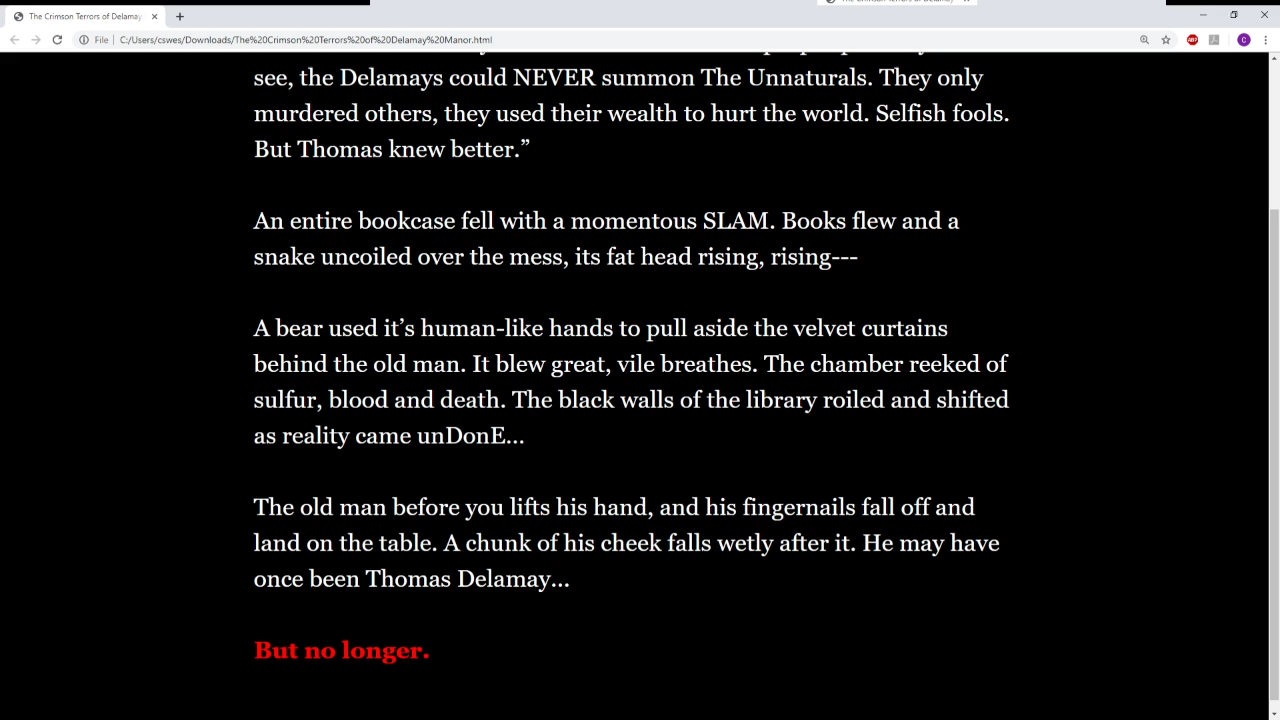 The Crimson Terrors of Delamay
File
C:/Users/cswes/Downloads/The%20Crimson%20Terrors%20of%20Delamay%20Manor.html
ABP
C
see, the Delamays could NEVER summon The Unnaturals. They only
murdered others, they used their wealth to hurt the world. Selfish fools.
But Thomas knew better.”
An entire bookcase fell with a momentous SLAM. Books flew and a
snake uncoiled over the mess, its fat head rising, rising---
A bear used it’s human-like hands to pull aside the velvet curtains
behind the old man. It blew great, vile breathes. The chamber reeked of
sulfur, blood and death. The black walls of the library roiled and shifted
as reality came unDonE...
The old man before you lifts his hand, and his fingernails fall off and
land on the table. A chunk of his cheek falls wetly after it. He may have
once been Thomas Delamay...
But no longer.